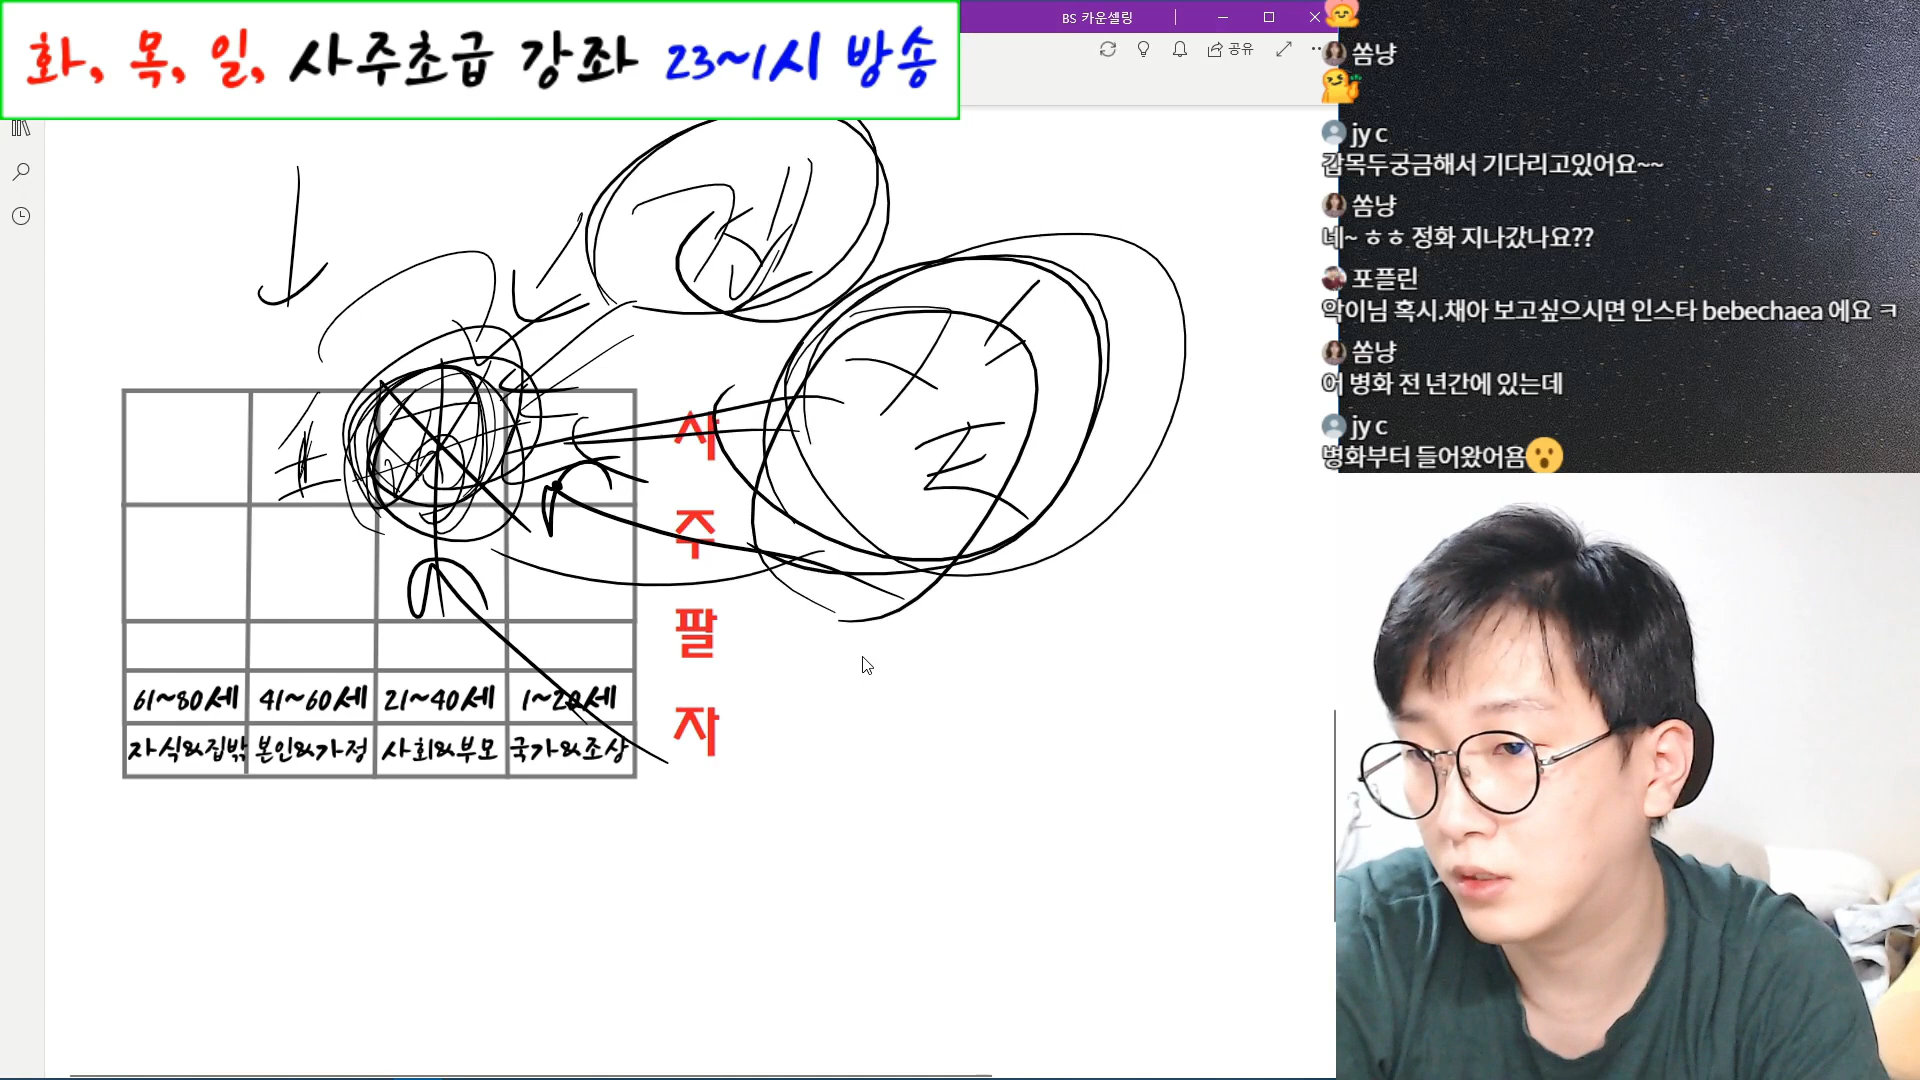 화, 목, 일, 사주초급 강좌 23~1시 방송
BS 카운셀링
공유
사
주
팔
자
61~80세 41~60세 21~40세 1~20세
자식&집밖 본인&가정 사회&부모 국가&조상
쏨냥
jy c
갑목두궁금해서 기다리고있어요~~
쏨냥
네~ ㅎㅎ 정화 지나갔나요??
포플린
악이님 혹시.채아 보고싶으시면 인스타 bebechaea 에요 ㅋ
쏨냥
어 병화 전 년간에 있는데
jy c
병화부터 들어왔어욤